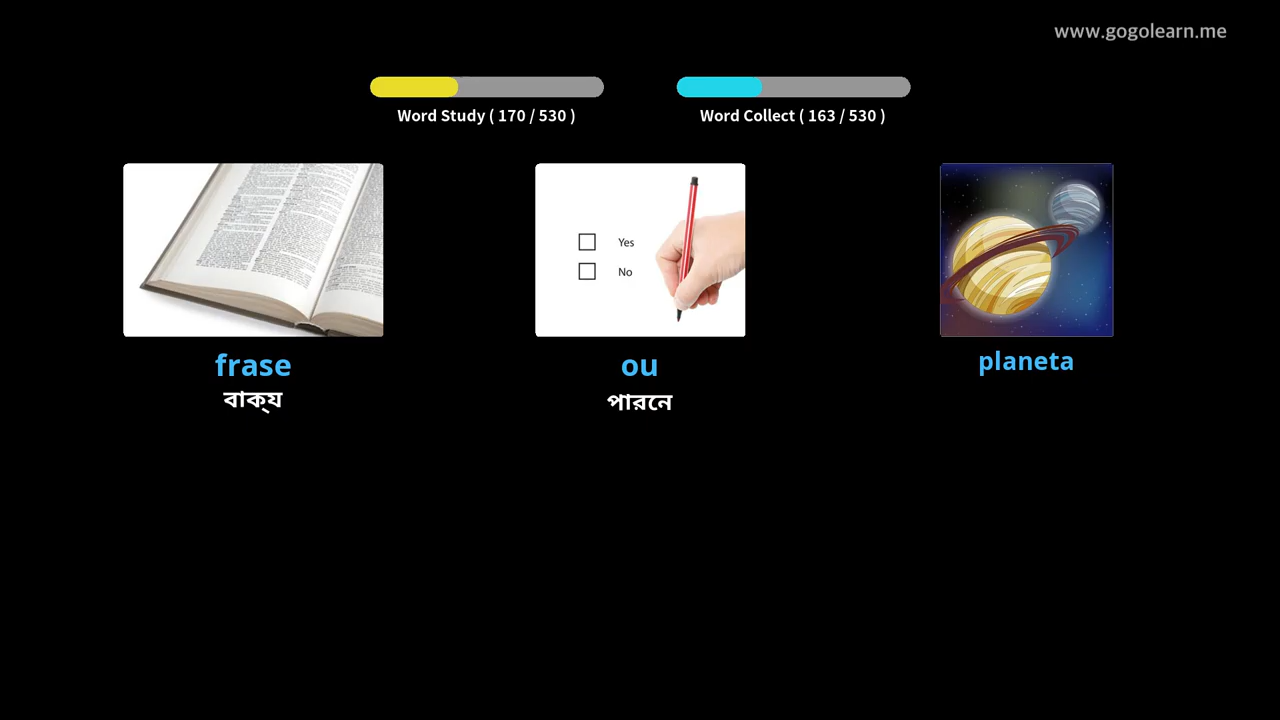 www.gogolearn.me
Word Study ( 170 / 530 )
Word Collect ( 163 / 530 )
Yes
No
frase
ou
planeta
বাক্য
পারনে